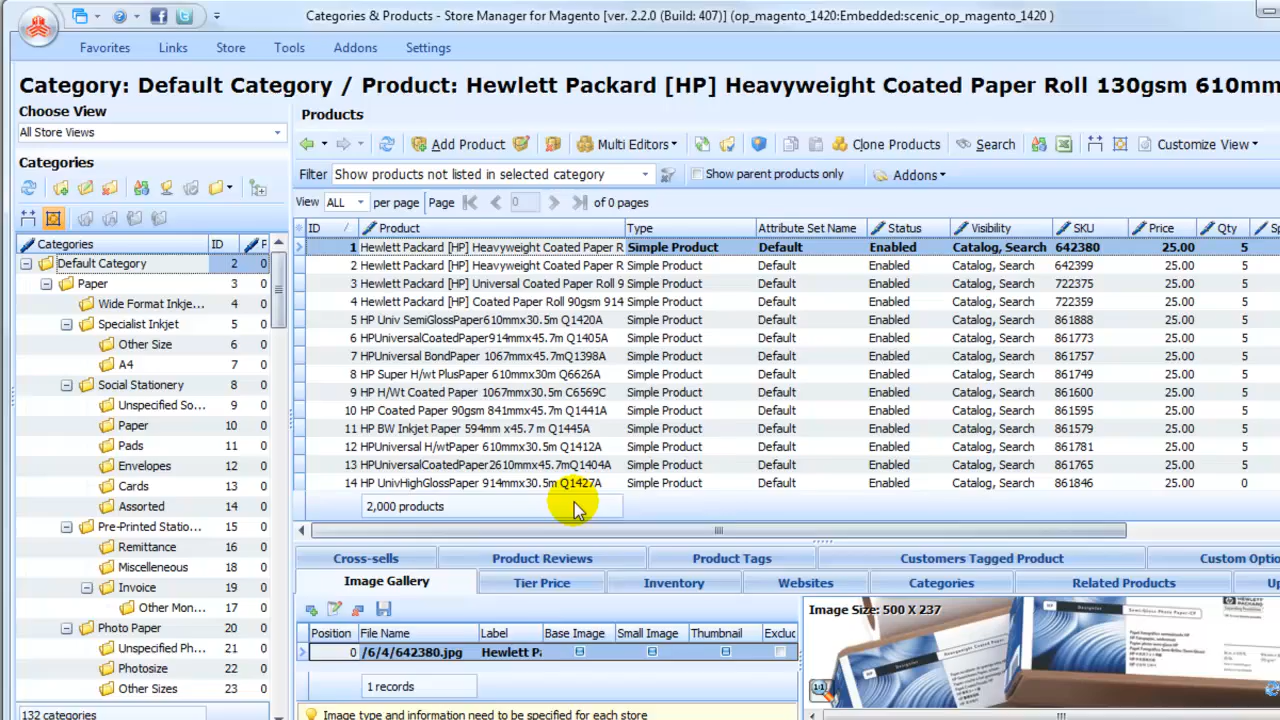 Categories & Products - Store Manager for Magento [ver. 2.2.0 (Build: 407)] (op_magento_1420:Embedded:scenic_op_magento_1420 )
Favorites Links Store Tools Addons Settings
Category: Default Category / Product: Hewlett Packard [HP] Heavyweight Coated Paper Roll 130gsm 610mm
Choose View
All Store Views
Categories
Categories ID P
Default Category 2 0
Paper 3 0
Wide Format Inkje... 4 0
Specialist Inkjet 5 0
Other Size 6 0
A4 7 0
Social Stationery 8 0
Unspecified So... 9 0
Paper 10 0
Pads 11 0
Envelopes 12 0
Cards 13 0
Assorted 14 0
Pre-Printed Statio... 15 0
Remittance 16 0
Miscelleneous 18 0
Invoice 19 0
Other Mon... 17 0
Photo Paper 20 0
Unspecified Ph... 21 0
Photosize 22 0
Other Sizes 23 0
132 categories
Products
Add Product Multi Editors Clone Products Search Customize View
Filter Show products not listed in selected category Show parent products only Addons
View ALL per page Page 0 of 0 pages
ID Product Type Attribute Set Name Status Visibility SKU Price Qty Sp
1 Hewlett Packard [HP] Heavyweight Coated Paper R Simple Product Default Enabled Catalog, Search 642380 25.00 5
2 Hewlett Packard [HP] Heavyweight Coated Paper R Simple Product Default Enabled Catalog, Search 642399 25.00 5
3 Hewlett Packard [HP] Universal Coated Paper Roll 9 Simple Product Default Enabled Catalog, Search 722375 25.00 5
4 Hewlett Packard [HP] Coated Paper Roll 90gsm 914 Simple Product Default Enabled Catalog, Search 722359 25.00 5
5 HP Univ SemiGlossPaper610mmx30.5m Q1420A Simple Product Default Enabled Catalog, Search 861888 25.00 5
6 HPUniversalCoatedPaper914mmx45.7m Q1405A Simple Product Default Enabled Catalog, Search 861773 25.00 5
7 HPUniversal BondPaper 1067mmx45.7mQ1398A Simple Product Default Enabled Catalog, Search 861757 25.00 5
8 HP Super H/wt PlusPaper 610mmx30m Q6626A Simple Product Default Enabled Catalog, Search 861749 25.00 5
9 HP H/Wt Coated Paper 1067mmx30.5m C6569C Simple Product Default Enabled Catalog, Search 861600 25.00 5
10 HP Coated Paper 90gsm 841mmx45.7m Q1441A Simple Product Default Enabled Catalog, Search 861595 25.00 5
11 HP BW Inkjet Paper 594mm x45.7 m Q1445A Simple Product Default Enabled Catalog, Search 861579 25.00 5
12 HPUniversal H/wtPaper 610mmx30.5m Q1412A Simple Product Default Enabled Catalog, Search 861781 25.00 5
13 HPUniversalCoatedPaper2610mmx45.7mQ1404A Simple Product Default Enabled Catalog, Search 861765 25.00 5
14 HP UnivHighGlossPaper 914mmx30.5m Q1427A Simple Product Default Enabled Catalog, Search 861846 25.00 0
2,000 products
Cross-sells Product Reviews Product Tags Customers Tagged Product Custom Optio
Image Gallery Tier Price Inventory Websites Categories Related Products Up
Position File Name Label Base Image Small Image Thumbnail Exclu
0 /6/4/642380 Hewlett Pa
1 records
Image type and information need to be specified for each store
Image Size: 500 X 237
1:1